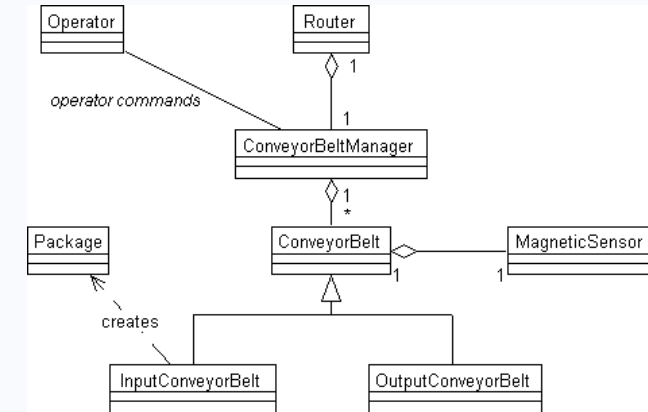 Operator
Router
1
operator commands
1
ConveyorBeltManager
1
*
Package
ConveyorBelt
MagneticSensor
1
1
creates
InputConveyorBelt
OutputConveyorBelt